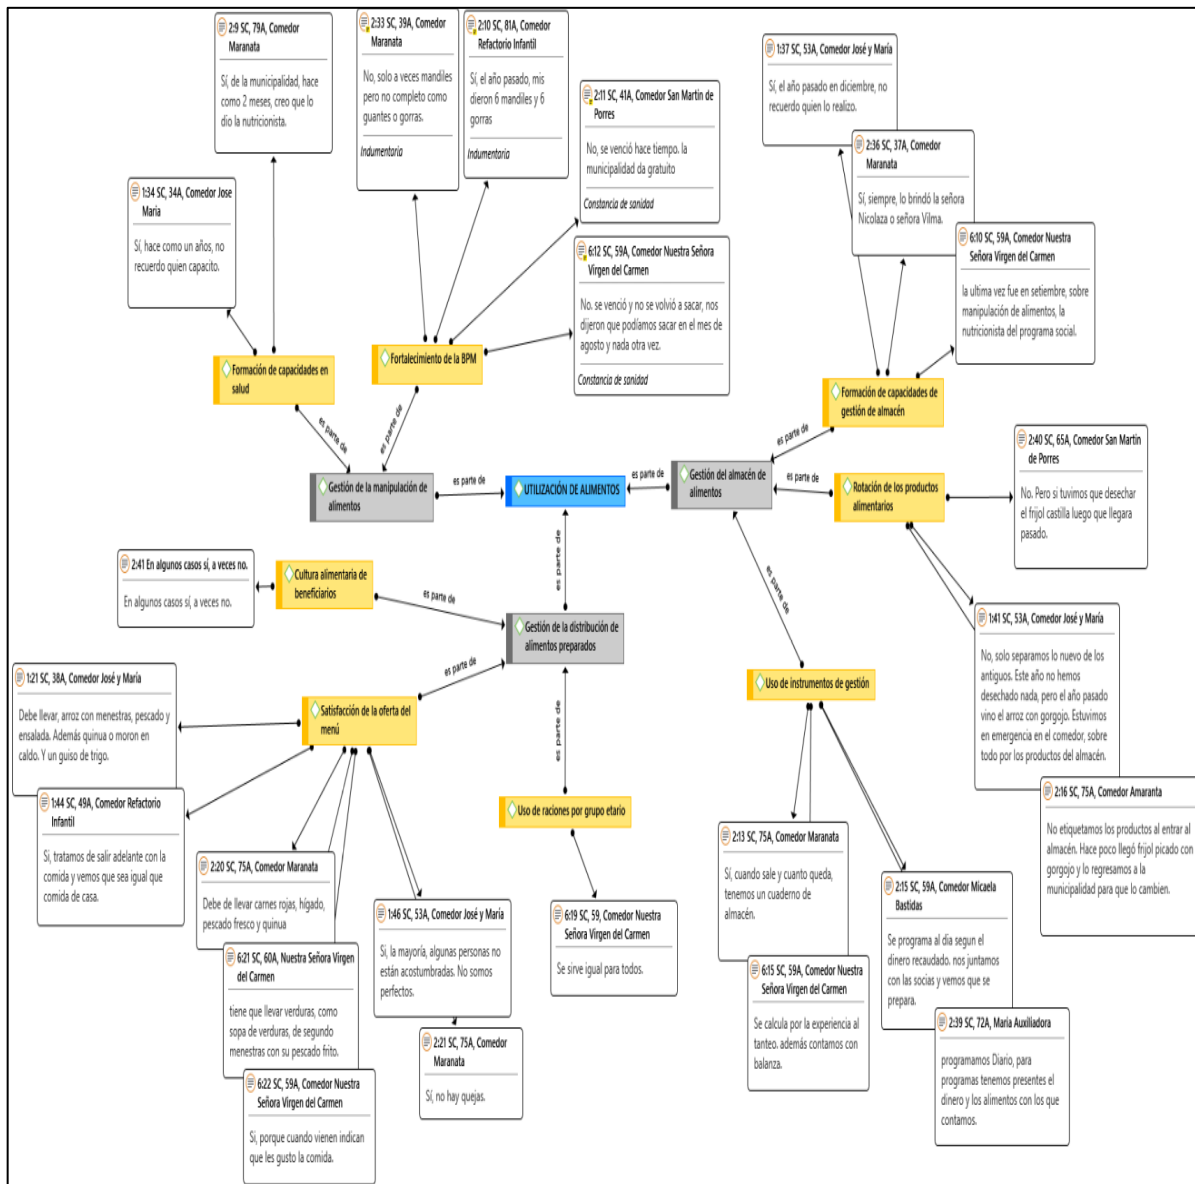 2:9 SC, 79A, Comedor
Maranata
Sí, de la municipalidad, hace
como 2 meses, creo que lo
dio la nutricionista.
2:33 SC, 39A, Comedor
Maranata
No, solo a veces mandiles
pero no completo como
guantes o gorras.
Indumentaria
2:10 SC, 81A, Comedor
Refactorio Infantil
Sí, el año pasado, mis
dieron 6 mandiles y 6
gorras
Indumentaria
2:11 SC, 41A, Comedor San Martin de
Porres
No, se venció hace tiempo. la
municipalidad da gratuito
Constancia de sanidad
1:37 SC, 53A, Comedor José y María
Sí, el año pasado en diciembre, no
recuerdo quien lo realizo.
2:36 SC, 37A, Comedor
Maranata
Sí, siempre, lo brindó la señora
Nicolaza o señora Vilma.
1:34 SC, 34A, Comedor Jose
Maria
Sí, hace como un años, no
recuerdo quien capacito.
6:12 SC, 59A, Comedor Nuestra Señora
Virgen del Carmen
No. se venció y no se volvió a sacar, nos
dijeron que podíamos sacar en el mes de
agosto y nada otra vez.
Constancia de sanidad
6:10 SC, 59A, Comedor Nuestra
Señora Virgen del Carmen
la ultima vez fue en setiembre, sobre
manipulación de alimentos, la
nutricionista del programa social.
Formación de capacidades en
salud
Fortalecimiento de la BPM
Formación de capacidades de
gestión de almacén
es parte de
es parte de
es parte de
2:40 SC, 65A, Comedor San Martin
de Porres
No. Pero si tuvimos que desechar
el frijol castilla luego que llegara
pasado.
Gestión de la manipulación de
alimentos
es parte de
UTILIZACIÓN DE ALIMENTOS
es parte de
Gestión del almacén de
alimentos
es parte de
Rotación de los productos
alimentarios
es parte de
es parte de
2:41 En algunos casos sí, a veces no.
En algunos casos sí, a veces no.
Cultura alimentaria de
beneficiarios
es parte de
Gestión de la distribución de
alimentos preparados
es parte de
es parte de
1:41 SC, 53A, Comedor José y María
No, solo separamos lo nuevo de los
antiguos. Este año no hemos
desechado nada, pero el año pasado
vino el arroz con gorgojo. Estuvimos
en emergencia en el comedor, sobre
todo por los productos del almacén.
1:21 SC, 38A, Comedor José y María
Debe llevar, arroz con menestras, pescado y
ensalada. Además quinua o moron en
caldo. Y un guiso de trigo.
Satisfacción de la oferta del
menú
Uso de instrumentos de gestión
1:44 SC, 49A, Comedor Refactorio
Infantil
Si, tratamos de salir adelante con la
comida y vemos que sea igual que
comida de casa.
Uso de raciones por grupo etario
2:16 SC, 75A, Comedor Amaranta
No etiquetamos los productos al entrar al
almacén. Hace poco llegó frijol picado con
gorgojo y lo regresamos a la
municipalidad para que lo cambien.
2:20 SC, 75A, Comedor Maranata
Debe de llevar carnes rojas, hígado,
pescado fresco y quinua
1:46 SC, 53A, Comedor José y María
Si, la mayoría, algunas personas no
están acostumbradas. No somos
perfectos.
6:19 SC, 59, Comedor Nuestra
Señora Virgen del Carmen
Se sirve igual para todos.
2:13 SC, 75A, Comedor Maranata
Sí, cuando sale y cuanto queda,
tenemos un cuaderno de
almacén.
2:15 SC, 59A, Comedor Micaela
Bastidas
Se programa al día segun el
dinero recaudado. nos juntamos
con las socias y vemos que se
prepara.
6:21 SC, 60A, Nuestra Señora Virgen
del Carmen
tiene que llevar verduras, como
sopa de verduras, de segundo
menestras con su pescado frito.
6:15 SC, 59A, Comedor Nuestra
Señora Virgen del Carmen
Se calcula por la experiencia al
tanteo. además contamos con
balanza.
2:21 SC, 75A, Comedor
Maranata
Sí, no hay quejas.
2:39 SC, 72A, María Auxiliadora
programamos Diario, para
programas tenemos presentes el
dinero y los alimentos con los que
contamos.
6:22 SC, 59A, Comedor Nuestra
Señora Virgen del Carmen
Si, porque cuando vienen indican
que les gusto la comida.